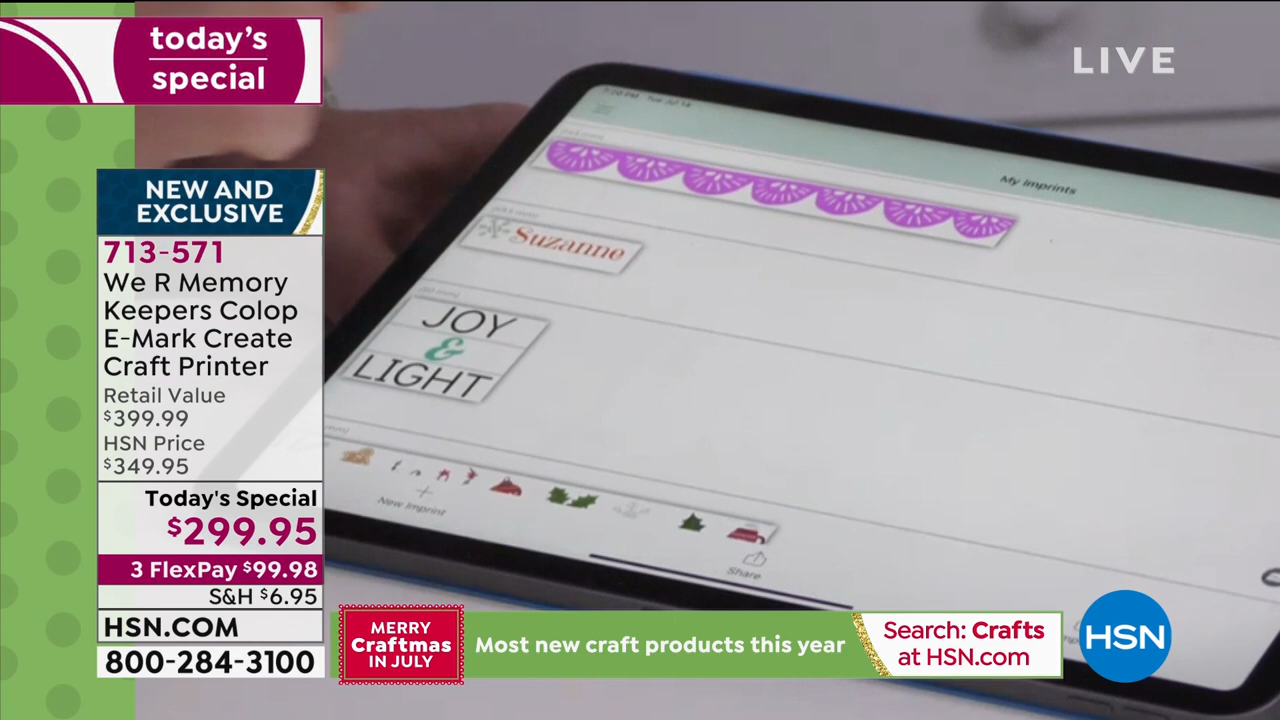 today's
special
LIVE
NEW AND
EXCLUSIVE
713-571
We R Memory
Keepers Colop
E-Mark Create
Craft Printer
Retail Value
$399.99
HSN Price
$349.95
Today's Special
$299.95
3 FlexPay $99.98
S&H $6.95
HSN.COM
800-284-3100
My imprints
Suzanne
JOY
&
LIGHT
New Imprint
Share
MERRY
Craftmas
IN JULY
Most new craft products this year
Search: Crafts
at HSN.com
HSN